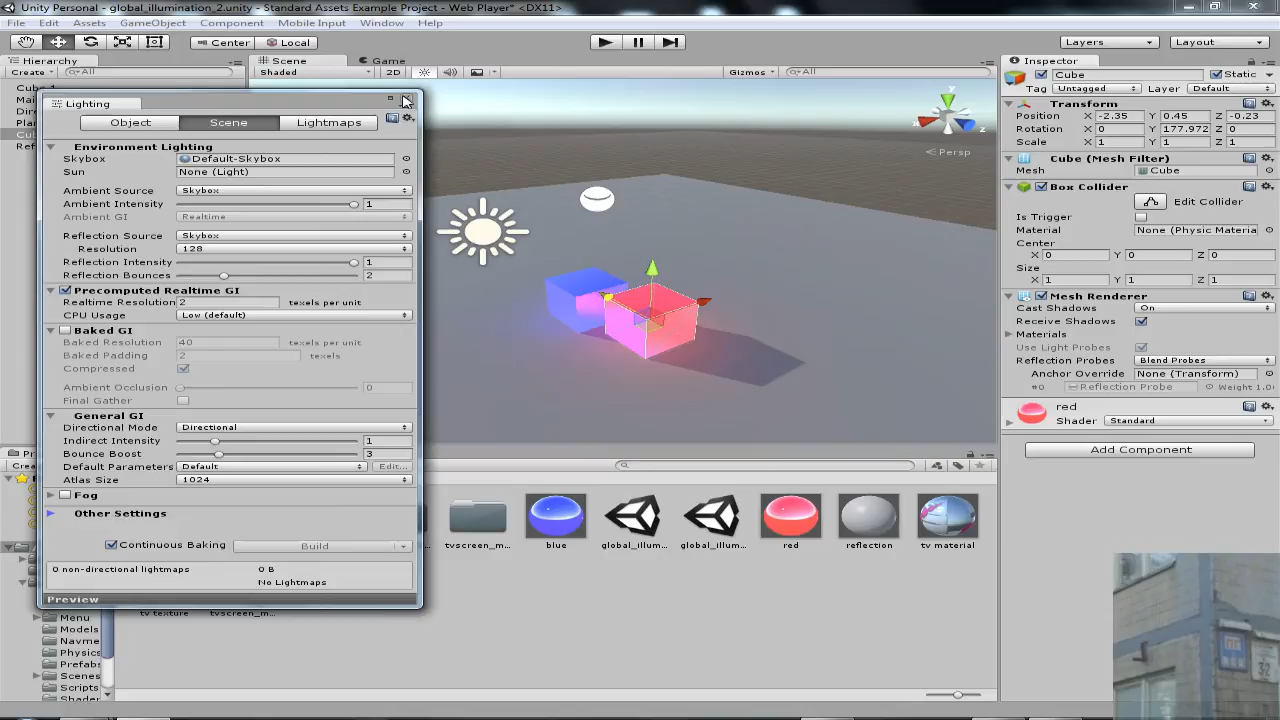 Unity Personal - global_illumination_2.unity - Standard Assets Example Project - Web Player* <DX11>
File Edit Assets GameObject Component Mobile Input Window Help
Center Local Layers Layout
Hierarchy Scene Game Inspector
Create All Shaded 2D Gizmos All Cube Static
Tag Untagged Layer Default
Lighting
Object Scene Lightmaps
Environment Lighting
Skybox Default-Skybox
Sun None (Light)
Ambient Source Skybox
Ambient Intensity 1
Ambient GI Realtime
Reflection Source Skybox
Resolution 128
Reflection Intensity 1
Reflection Bounces 2
Precomputed Realtime GI
Realtime Resolution 2 texels per unit
CPU Usage Low (default)
Baked GI
Baked Resolution 40 texels per unit
Baked Padding 2 texels
Compressed
Ambient Occlusion 0
Final Gather
General GI
Directional Mode Directional
Indirect Intensity 1
Bounce Boost 3
Default Parameters Default Edit...
Atlas Size 1024
Fog
Other Settings
Continuous Baking Build
0 non-directional lightmaps 0 B
No Lightmaps
Preview
y
x z
Persp
Transform
Position X -2.35 Y 0.45 Z -0.23
Rotation X 0 Y 177.972 Z 0
Scale X 1 Y 1 Z 1
Cube (Mesh Filter)
Mesh Cube
Box Collider
Edit Collider
Is Trigger
Material None (Physic Materia
Center
X 0 Y 0 Z 0
Size
X 1 Y 1 Z 1
Mesh Renderer
Cast Shadows On
Receive Shadows
Materials
Use Light Probes
Reflection Probes Blend Probes
Anchor Override None (Transform)
#0 Reflection Probe Weight 1.0
red
Shader Standard
Add Component
tvscreen_m... blue global_illum... global_illum... red reflection tv material
tv texture tvscreen_m...
Menu
Models
Navme
Physics
Prefabs
Scenes
Scripts
Shader
32